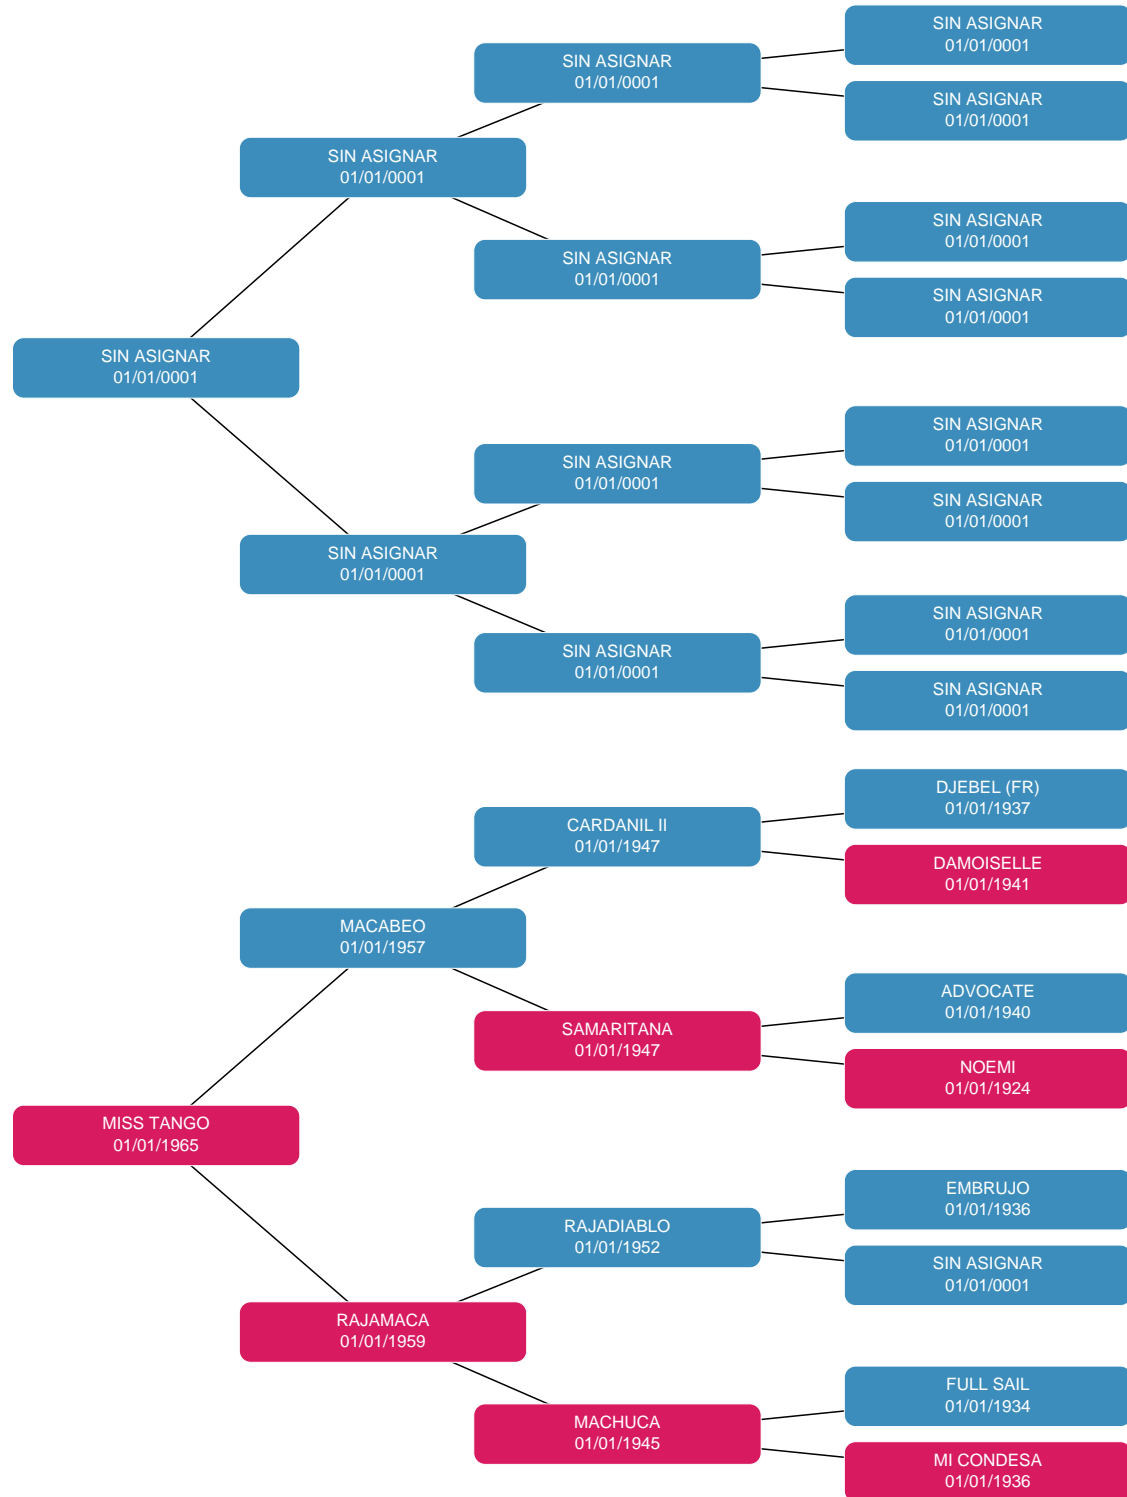 SIN ASIGNAR
01/01/0001
SIN ASIGNAR
01/01/0001
SIN ASIGNAR
01/01/0001
SIN ASIGNAR
01/01/0001
SIN ASIGNAR
01/01/0001
SIN ASIGNAR
01/01/0001
SIN ASIGNAR
01/01/0001
SIN ASIGNAR
01/01/0001
SIN ASIGNAR
01/01/0001
SIN ASIGNAR
01/01/0001
SIN ASIGNAR
01/01/0001
SIN ASIGNAR
01/01/0001
SIN ASIGNAR
01/01/0001
SIN ASIGNAR
01/01/0001
SIN ASIGNAR
01/01/0001
DJEBEL (FR)
01/01/1937
CARDANIL II
01/01/1947
DAMOISELLE
01/01/1941
MACABEO
01/01/1957
ADVOCATE
01/01/1940
SAMARITANA
01/01/1947
NOEMI
01/01/1924
MISS TANGO
01/01/1965
EMBRUJO
01/01/1936
RAJADIABLO
01/01/1952
SIN ASIGNAR
01/01/0001
RAJAMACA
01/01/1959
FULL SAIL
01/01/1934
MACHUCA
01/01/1945
MI CONDESA
01/01/1936